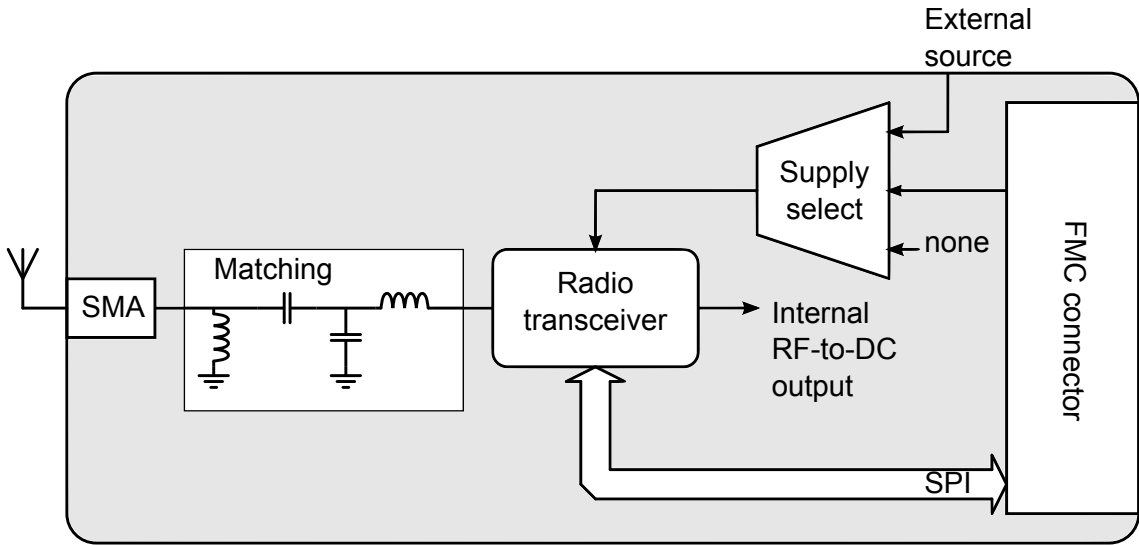 External
source
Supply
select
none
FMC connector
Matching
SMA
Radio
transceiver
Internal
RF-to-DC
output
SPI